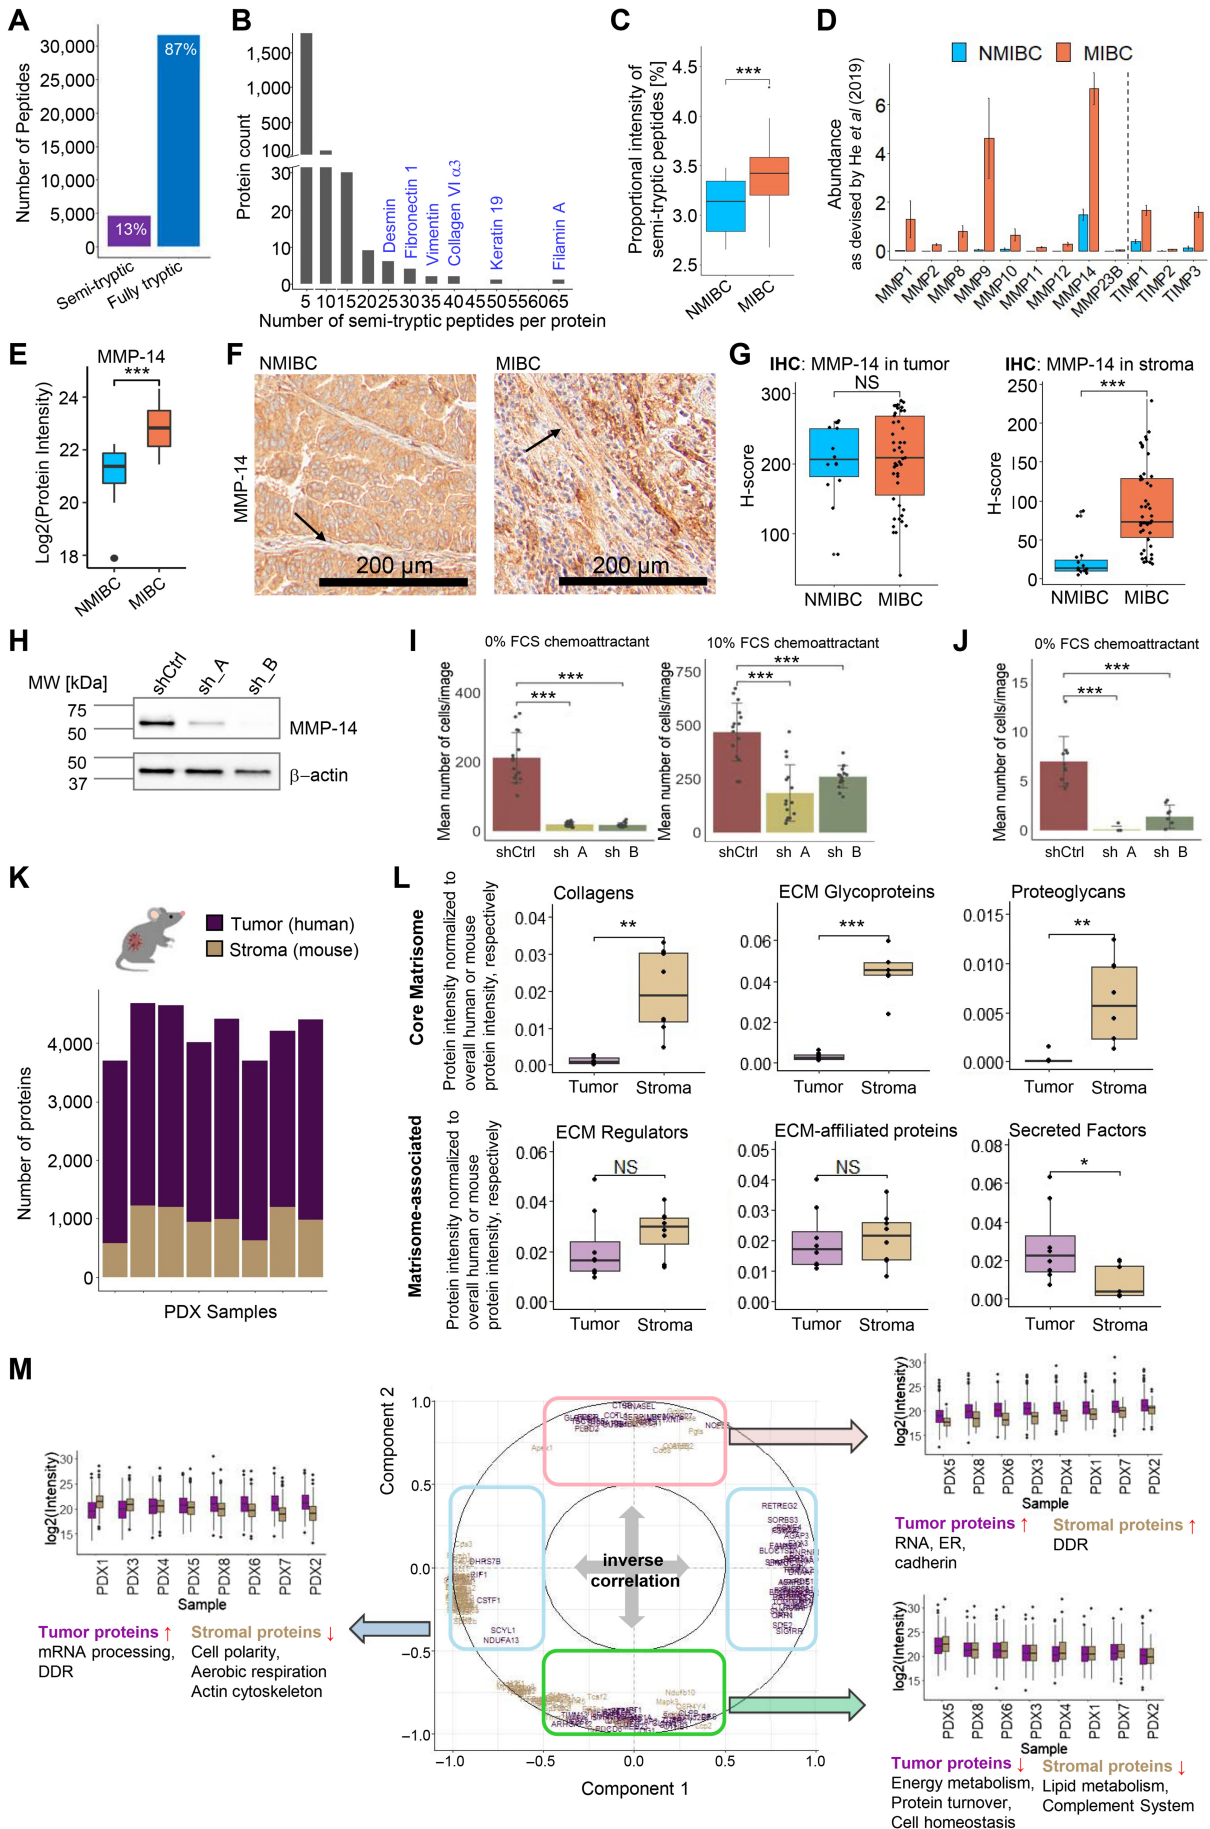 A
Number of Peptides
30,000
25,000
20,000
15,000
10,000
5,000
0
87%
13%
Semi-tryptic
Fully tryptic
B
Protein count
1,500
1,000
500
100
30
20
10
0
Desmin
Fibronectin 1
Vimentin
Collagen VI α3
Keratin 19
Filamin A
5 10 15 20 25 30 35 40 45 50 55 60 65
Number of semi-tryptic peptides per protein
C
Proportional intensity of
semi-tryptic peptides [%]
4.5
4.0
3.5
3.0
2.5
***
NMIBC
MIBC
D
NMIBC
MIBC
Abundance
as devised by He et al (2019)
6
4
2
0
MMP1
MMP2
MMP8
MMP9
MMP10
MMP11
MMP12
MMP14
MMP23B
TIMP1
TIMP2
TIMP3
E
MMP-14
***
Log2(Protein Intensity)
24
22
20
18
NMIBC
MIBC
F
NMIBC
MIBC
MMP-14
200 µm
200 µm
G
IHC: MMP-14 in tumor
NS
H-score
300
200
100
NMIBC MIBC
IHC: MMP-14 in stroma
***
H-score
250
200
150
100
50
0
NMIBC MIBC
H
shCtrl
sh_A
sh_B
MW [kDa]
75
50
MMP-14
50
37
β−actin
I
0% FCS chemoattractant
***
***
Mean number of cells/image
400
200
0
shCtrl sh A sh B
10% FCS chemoattractant
***
***
Mean number of cells/image
750
500
250
0
shCtrl sh A sh B
J
0% FCS chemoattractant
***
***
Mean number of cells/image
15
10
5
0
shCtrl sh A sh B
K
Tumor (human)
Stroma (mouse)
Number of proteins
4,000
3,000
2,000
1,000
0
PDX Samples
L
Core Matrisome
Protein intensity normalized to
overall human or mouse
protein intensity, respectively
Collagens
**
0.04
0.03
0.02
0.01
0.00
Tumor Stroma
ECM Glycoproteins
***
0.06
0.04
0.02
0.00
Tumor Stroma
Proteoglycans
**
0.015
0.010
0.005
0.000
Tumor Stroma
Matrisome-associated
Protein intensity normalized to
overall human or mouse
protein intensity, respectively
ECM Regulators
NS
0.06
0.04
0.02
0.00
Tumor Stroma
ECM-affiliated proteins
NS
0.05
0.04
0.03
0.02
0.01
0.00
Tumor Stroma
Secreted Factors
*
0.08
0.06
0.04
0.02
0.00
Tumor Stroma
M
log2(Intensity)
30
25
20
15
PDX1
PDX3
PDX4
PDX5
PDX8
PDX6
PDX7
PDX2
Sample
Tumor proteins ↑
mRNA processing,
DDR
Stromal proteins ↓
Cell polarity,
Aerobic respiration
Actin cytoskeleton
Component 2
1.0
0.5
0.0
−0.5
−1.0
−1.0 −0.5 0.0 0.5 1.0
Component 1
inverse
correlation
DHRS7B
CSTF1
SCYL1
NDUFA13
RETREG2
SORBS3
SIGIRR
Ndufb10
log2(Intensity)
30
25
20
15
PDX5
PDX8
PDX6
PDX3
PDX4
PDX1
PDX7
PDX2
Sample
Tumor proteins ↑
RNA, ER,
cadherin
Stromal proteins ↑
DDR
log2(Intensity)
30
25
20
15
PDX5
PDX8
PDX6
PDX3
PDX4
PDX1
PDX7
PDX2
Sample
Tumor proteins ↓
Energy metabolism,
Protein turnover,
Cell homeostasis
Stromal proteins ↓
Lipid metabolism,
Complement System